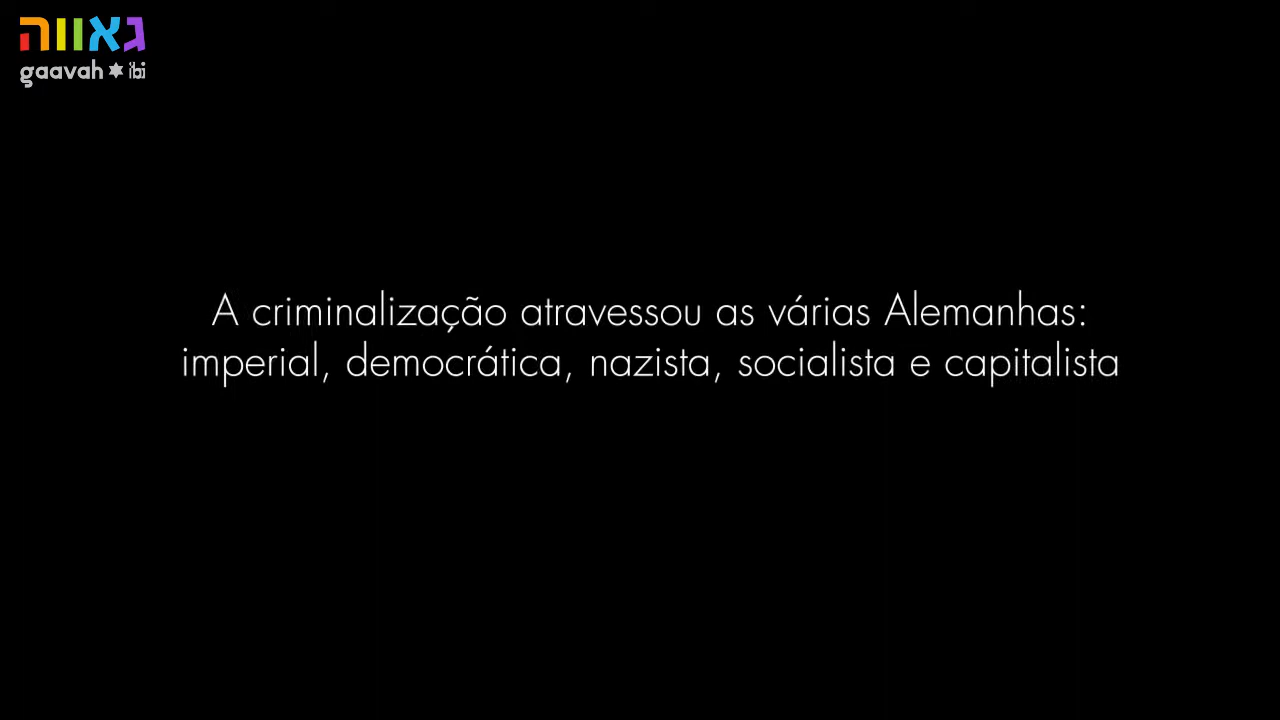 גאווה
gaavah ibi
A criminalização atravessou as várias Alemanhas:
imperial, democrática, nazista, socialista e capitalista